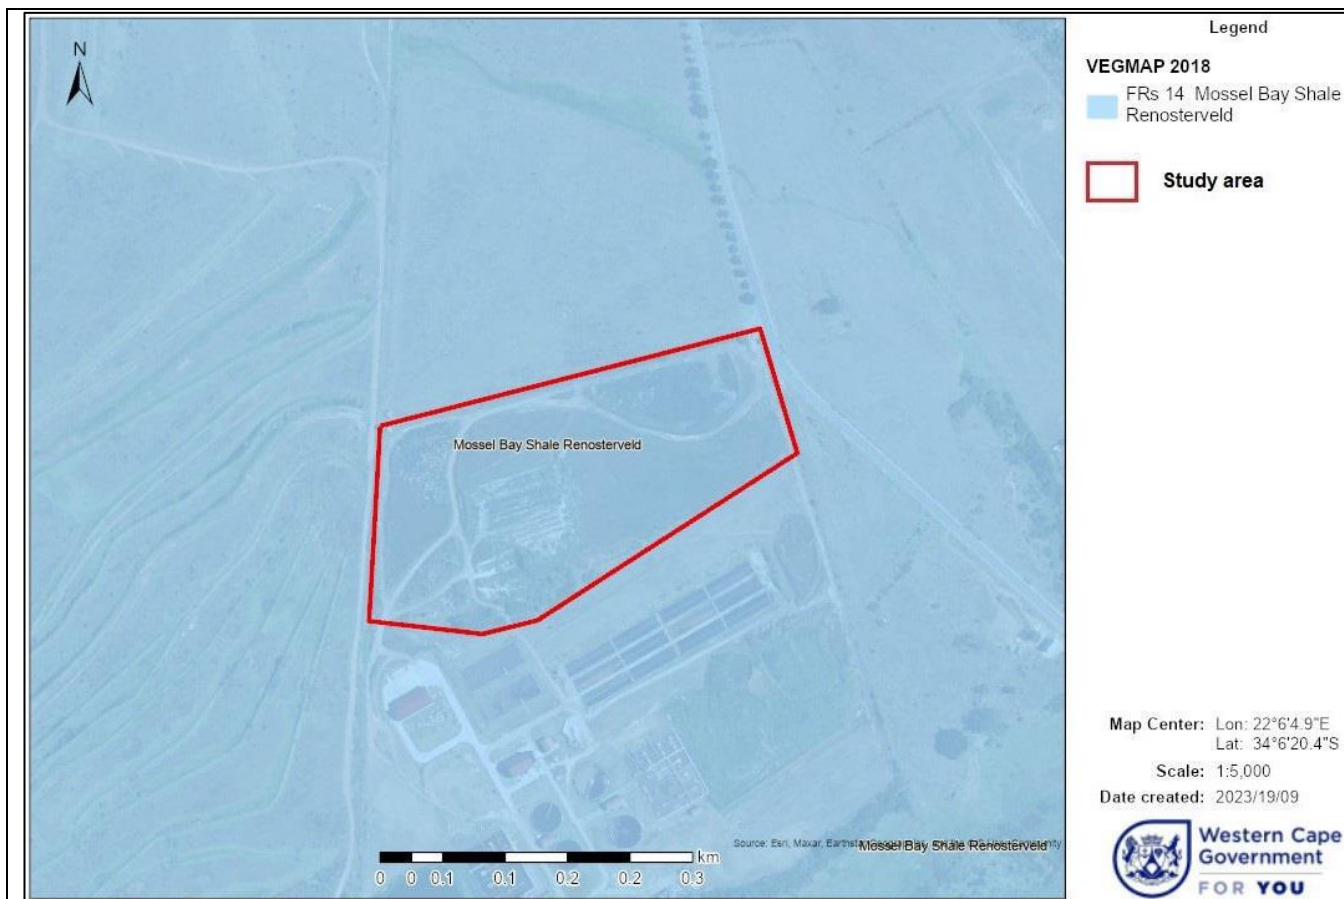 N
Mossel Bay Shale Renosterveld
Source: Esri, Maxar, Earthstar
Mossel Bay Shale Renosterveld
km
0 0 0.1 0.1 0.2 0.2 0.3
Legend
VEGMAP 2018
FRs 14 Mossel Bay Shale
Renosterveld
Study area
Map Center: Lon: 22°6'4.9"E
Lat: 34°6'20.4"S
Scale: 1:5,000
Date created: 2023/19/09
Western Cape
Government
FOR YOU